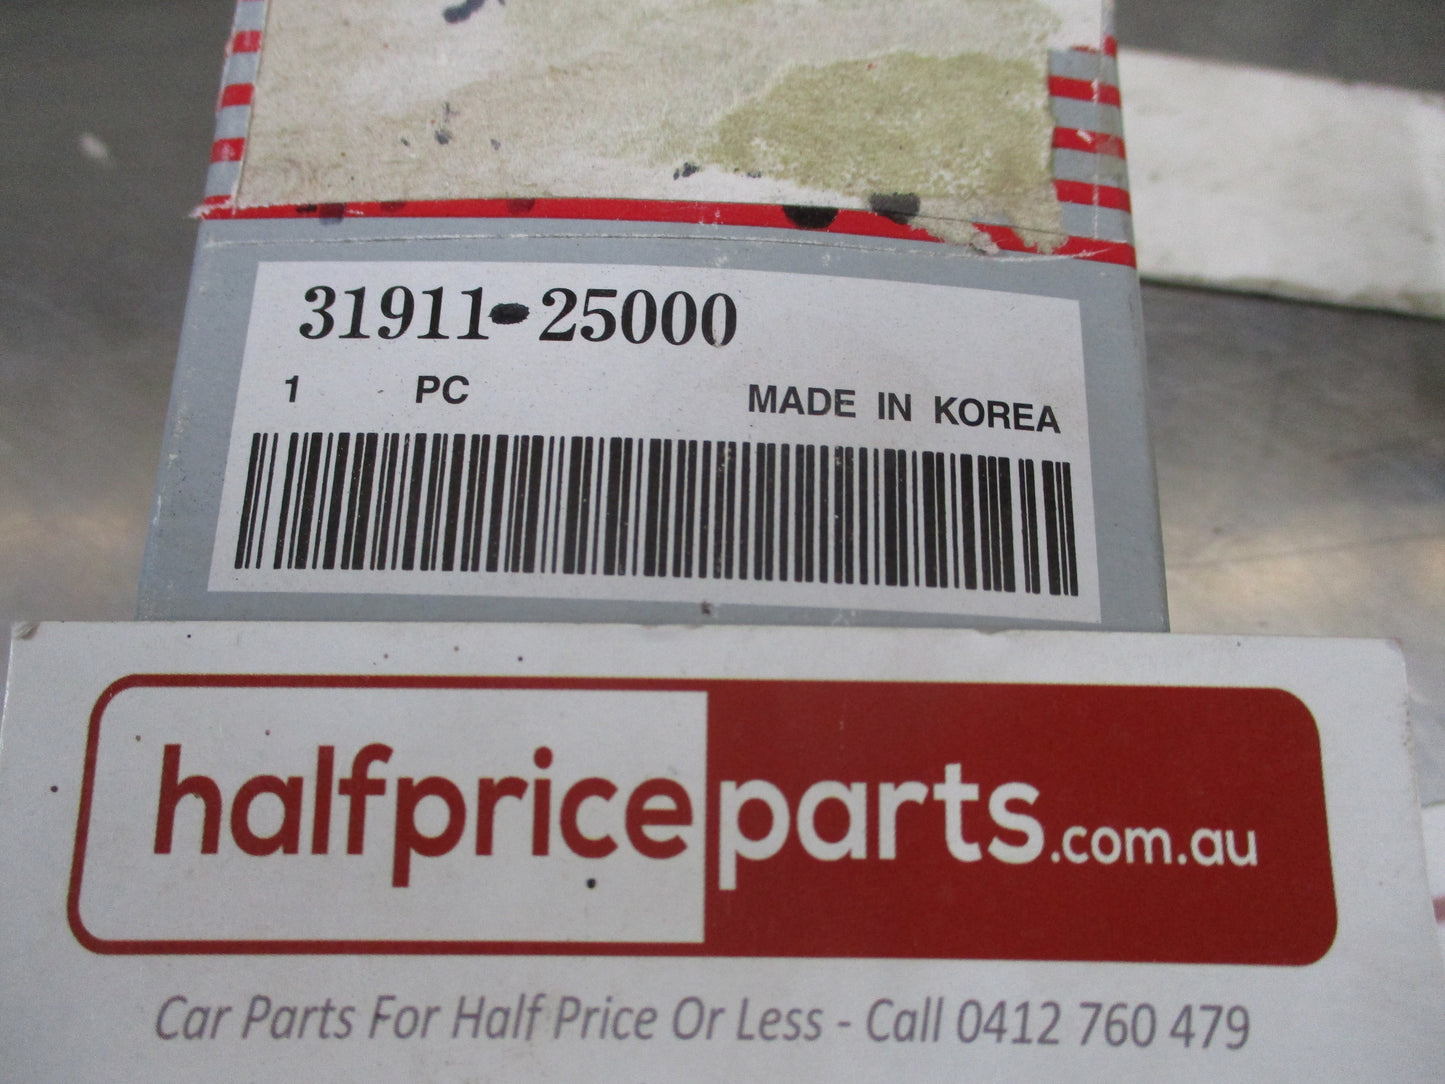 31911-25000
1 PC MADE IN KOREA
halfpriceparts.com.au
Car Parts For Half Price Or Less - Call 0412 760 479